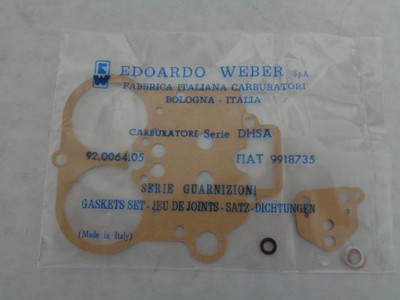 EDOARDO WEBER S.p.A.
FABBRICA ITALIANA CARBURATORI
BOLOGNA - ITALIA
CARBURATORE Serie DHSA
92.0064.05 FIAT 9918735
SERIE GUARNIZIONI
GASKETS SET - JEU DE JOINTS - SATZ-DICHTUNGEN
(Made in Italy)